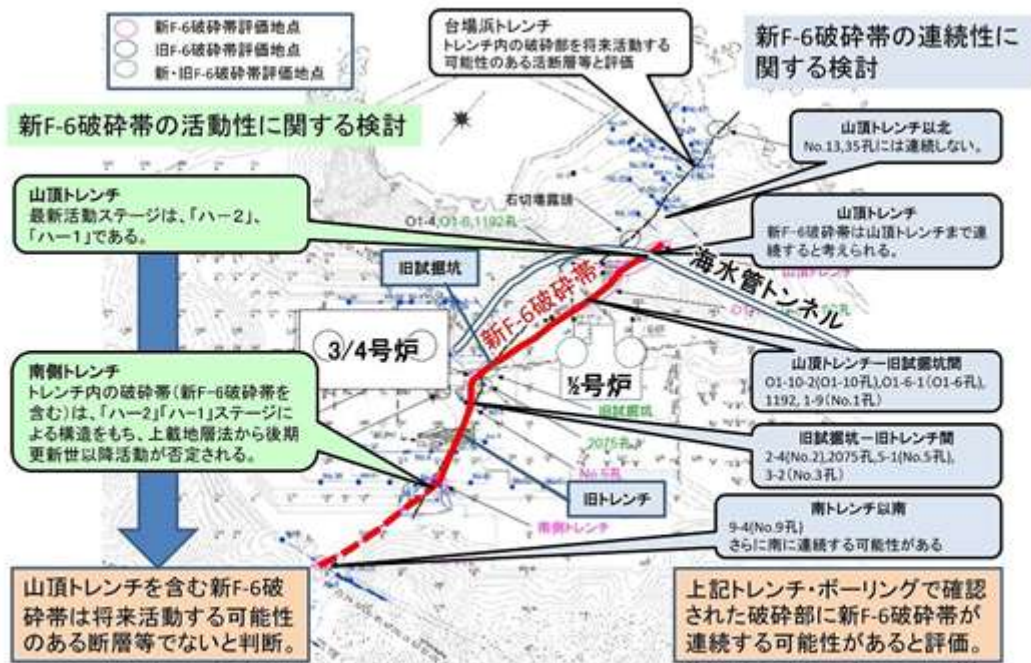 新F-6破砕帯評価地点
旧F-6破砕帯評価地点
新・旧F-6破砕帯評価地点
台場浜トレンチ
トレンチ内の破砕部を将来活動する
可能性のある活断層等と評価
新F-6破砕帯の連続性に
関する検討
新F-6破砕帯の活動性に関する検討
山頂トレンチ以北
No.13,35孔には連続しない。
山頂トレンチ
最新活動ステージは、「ハー2」、
「ハー1」である。
石切場露頭
O1-4,O1-6,1192孔
山頂トレンチ
新F-6破砕帯は山頂トレンチまで連
続すると考えられる。
旧試掘坑
新F-6破砕帯
山頂トレンチ
海水管トンネル
3/4号炉
½号炉
南側トレンチ
トレンチ内の破砕帯(新F-6破砕帯を
含む)は、「ハー2」「ハー1」ステージによ
る構造をもち、上載地層法から後期
更新世以降活動が否定される。
山頂トレンチー旧試掘坑間
O1-10-2(O1-10孔),O1-6-1(O1-6孔),
1192, 1-9(No.1孔)
旧試掘坑
2075孔
旧試掘坑ー旧トレンチ間
2-4(No.2),2075孔,5-1(No.5孔),
3-2(No.3孔)
No.5孔
旧トレンチ
南側トレンチ
南トレンチ以南
9-4(No.9孔)
さらに南に連続する可能性がある
山頂トレンチを含む新F-6破
砕帯は将来活動する可能性
のある断層等でないと判断。
上記トレンチ・ボーリングで確認
された破砕部に新F-6破砕帯が
連続する可能性があると評価。